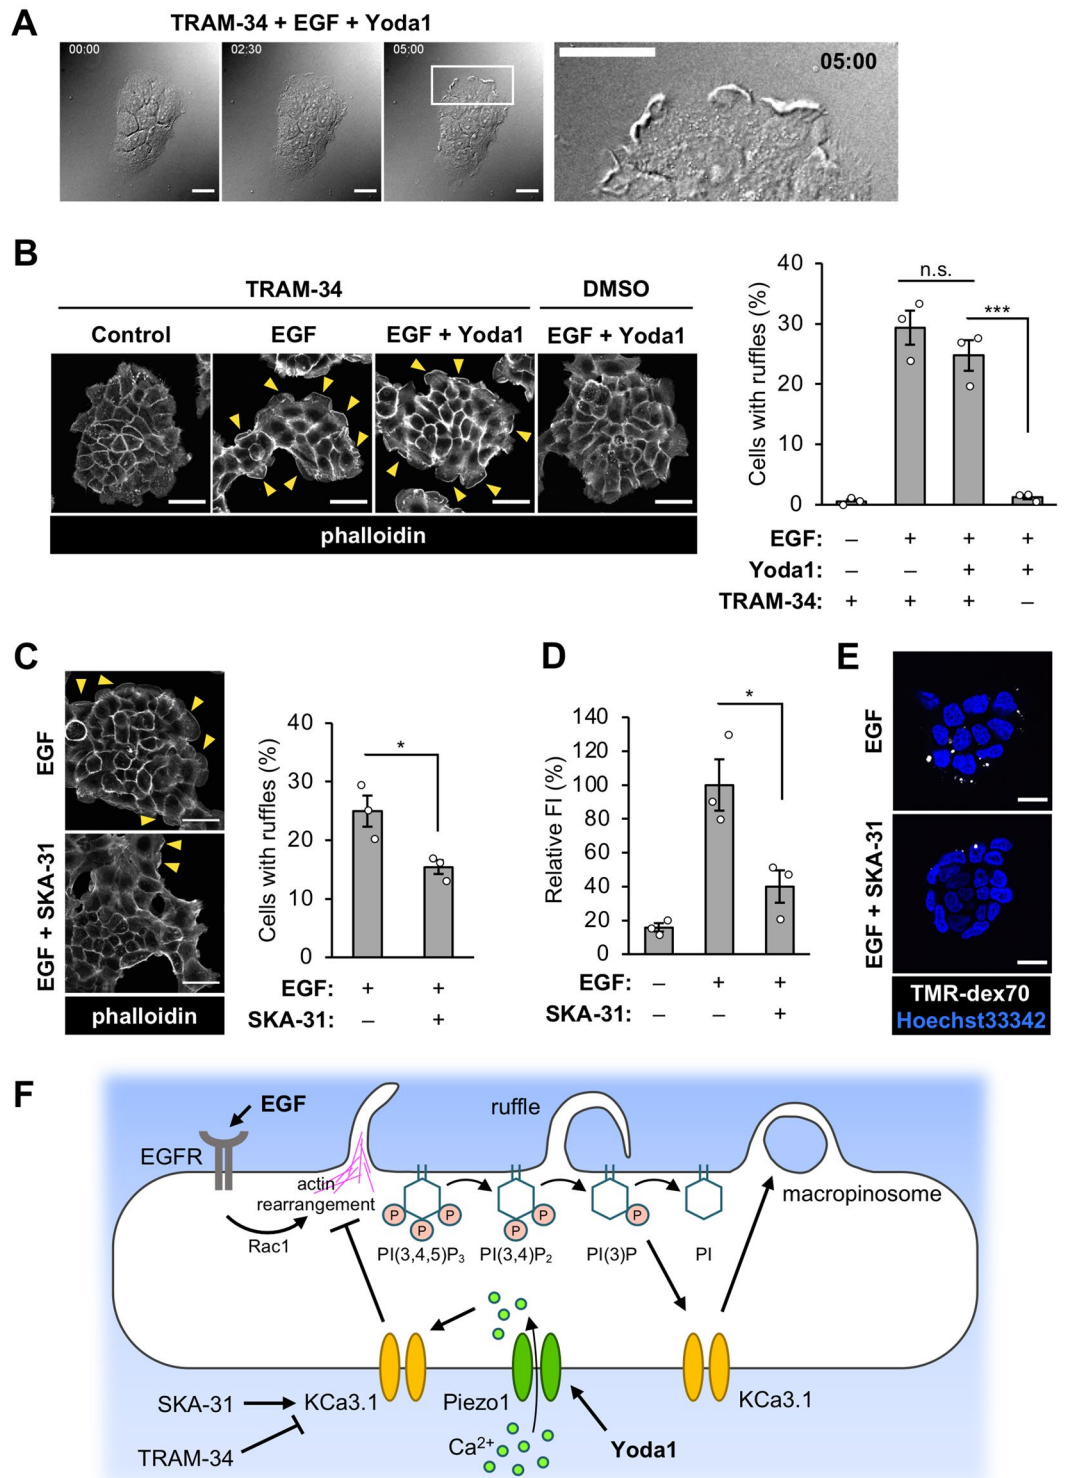 A
TRAM-34 + EGF + Yoda1
00:00
02:30
05:00
05:00
B
TRAM-34
DMSO
Control
EGF
EGF + Yoda1
EGF + Yoda1
phalloidin
Cells with ruffles (%)
40
30
20
10
0
n.s.
***
EGF: – + + +
Yoda1: – – + +
TRAM-34: + + + –
C
EGF
EGF + SKA-31
phalloidin
Cells with ruffles (%)
40
30
20
10
0
*
EGF: + +
SKA-31: – +
D
Relative FI (%)
140
120
100
80
60
40
20
0
*
EGF: – + +
SKA-31: – – +
E
EGF
EGF + SKA-31
TMR-dex70
Hoechst33342
F
EGF
EGFR
actin
rearrangement
Rac1
ruffle
macropinosome
P P P
P P
P
PI(3,4,5)P₃
PI(3,4)P₂
PI(3)P
PI
SKA-31
KCa3.1
Piezo1
KCa3.1
TRAM-34
Ca²⁺
Yoda1